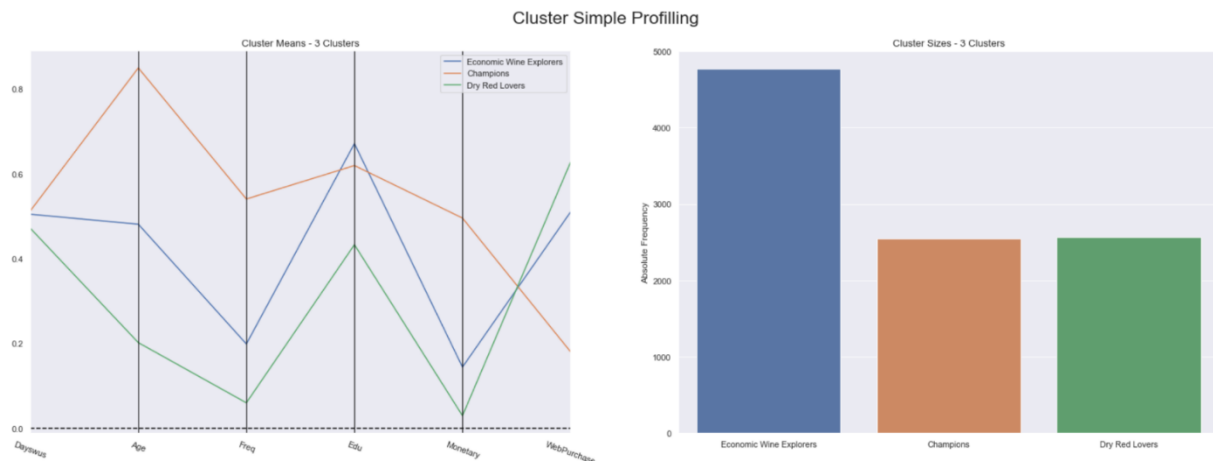 Cluster Simple Profilling
Cluster Means - 3 Clusters
Economic Wine Explorers
Champions
Dry Red Lovers
0.8
0.6
0.4
0.2
0.0
Dayswus
Age
Freq
Edu
Monetary
WebPurchase
Cluster Sizes - 3 Clusters
Absolute Frequency
5000
4000
3000
2000
1000
0
Economic Wine Explorers
Champions
Dry Red Lovers